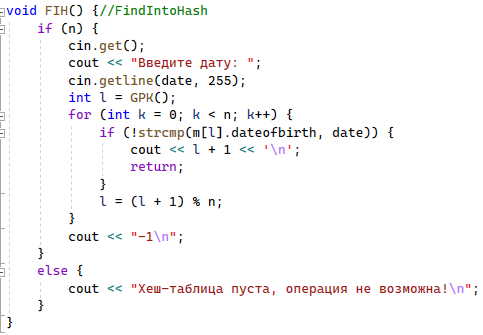 void FIH() {//FindIntoHash
if (n) {
cin.get();
cout << "Введите дату: ";
cin.getline(date, 255);
int l = GPK();
for (int k = 0; k < n; k++) {
if (!strcmp(m[l].dateofbirth, date)) {
cout << l + 1 << '\n';
return;
}
l = (l + 1) % n;
}
cout << "-1\n";
}
else {
cout << "Хеш-таблица пуста, операция не возможна!\n";
}
}